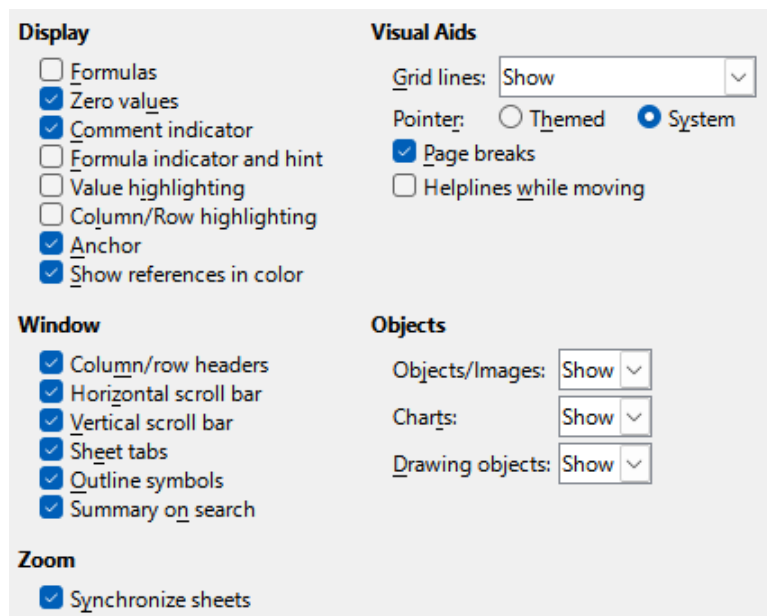 Display
Formulas
Zero values
Comment indicator
Formula indicator and hint
Value highlighting
Column/Row highlighting
Anchor
Show references in color
Visual Aids
Grid lines: Show
Pointer: Themed System
Page breaks
Helplines while moving
Window
Column/row headers
Horizontal scroll bar
Vertical scroll bar
Sheet tabs
Outline symbols
Summary on search
Objects
Objects/Images: Show
Charts: Show
Drawing objects: Show
Zoom
Synchronize sheets